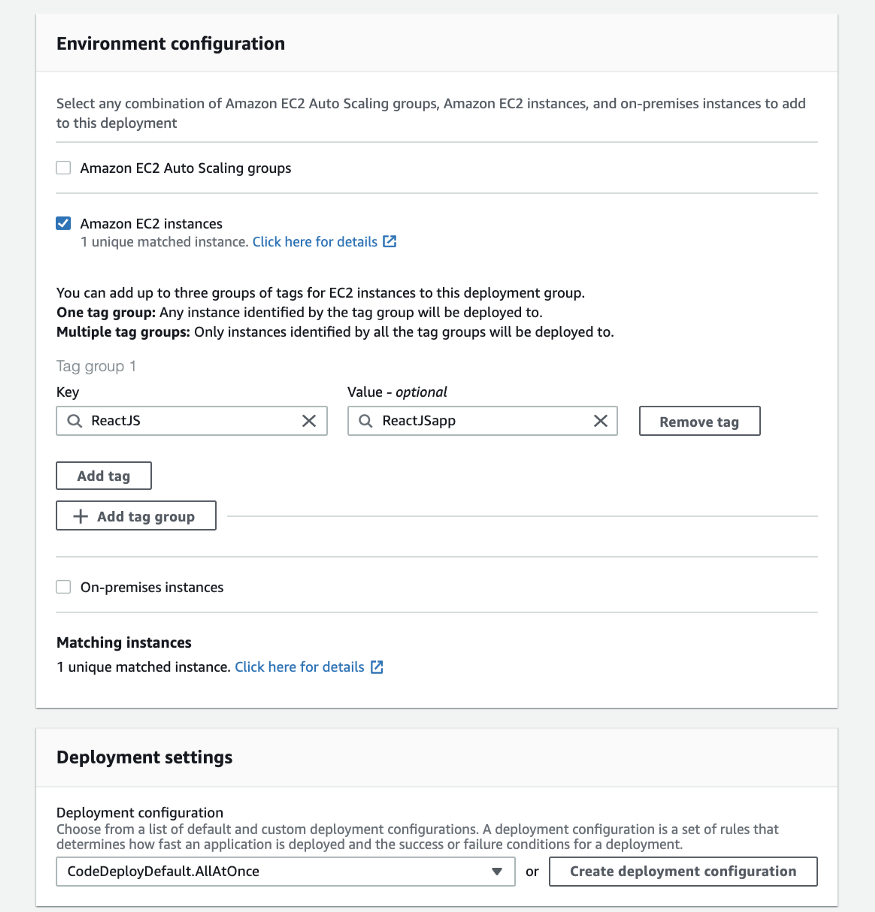 Environment configuration
Select any combination of Amazon EC2 Auto Scaling groups, Amazon EC2 instances, and on-premises instances to add
to this deployment
Amazon EC2 Auto Scaling groups
Amazon EC2 instances
1 unique matched instance. Click here for details
You can add up to three groups of tags for EC2 instances to this deployment group.
One tag group: Any instance identified by the tag group will be deployed to.
Multiple tag groups: Only instances identified by all the tag groups will be deployed to.
Tag group 1
Key Value - optional
ReactJS ReactJSapp Remove tag
Add tag
Add tag group
On-premises instances
Matching instances
1 unique matched instance. Click here for details
Deployment settings
Deployment configuration
Choose from a list of default and custom deployment configurations. A deployment configuration is a set of rules that
determines how fast an application is deployed and the success or failure conditions for a deployment.
CodeDeployDefault.AllAtOnce or Create deployment configuration